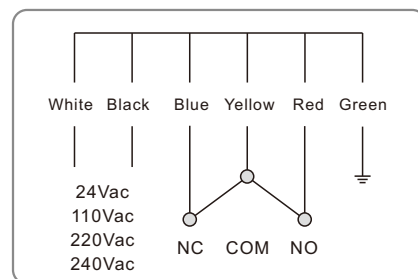 White Black Blue Yellow Red Green
24Vac
110Vac
220Vac
240Vac
NC COM NO